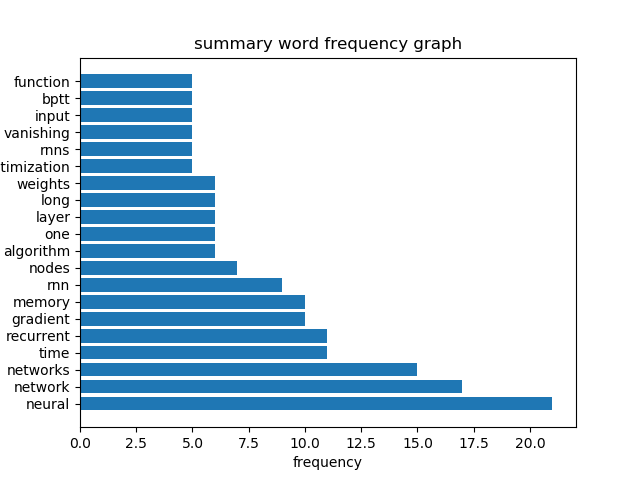 summary word frequency graph
function
bptt
input
vanishing
rnns
timization
weights
long
layer
one
algorithm
nodes
rnn
memory
gradient
recurrent
time
networks
network
neural
0.0 2.5 5.0 7.5 10.0 12.5 15.0 17.5 20.0
frequency